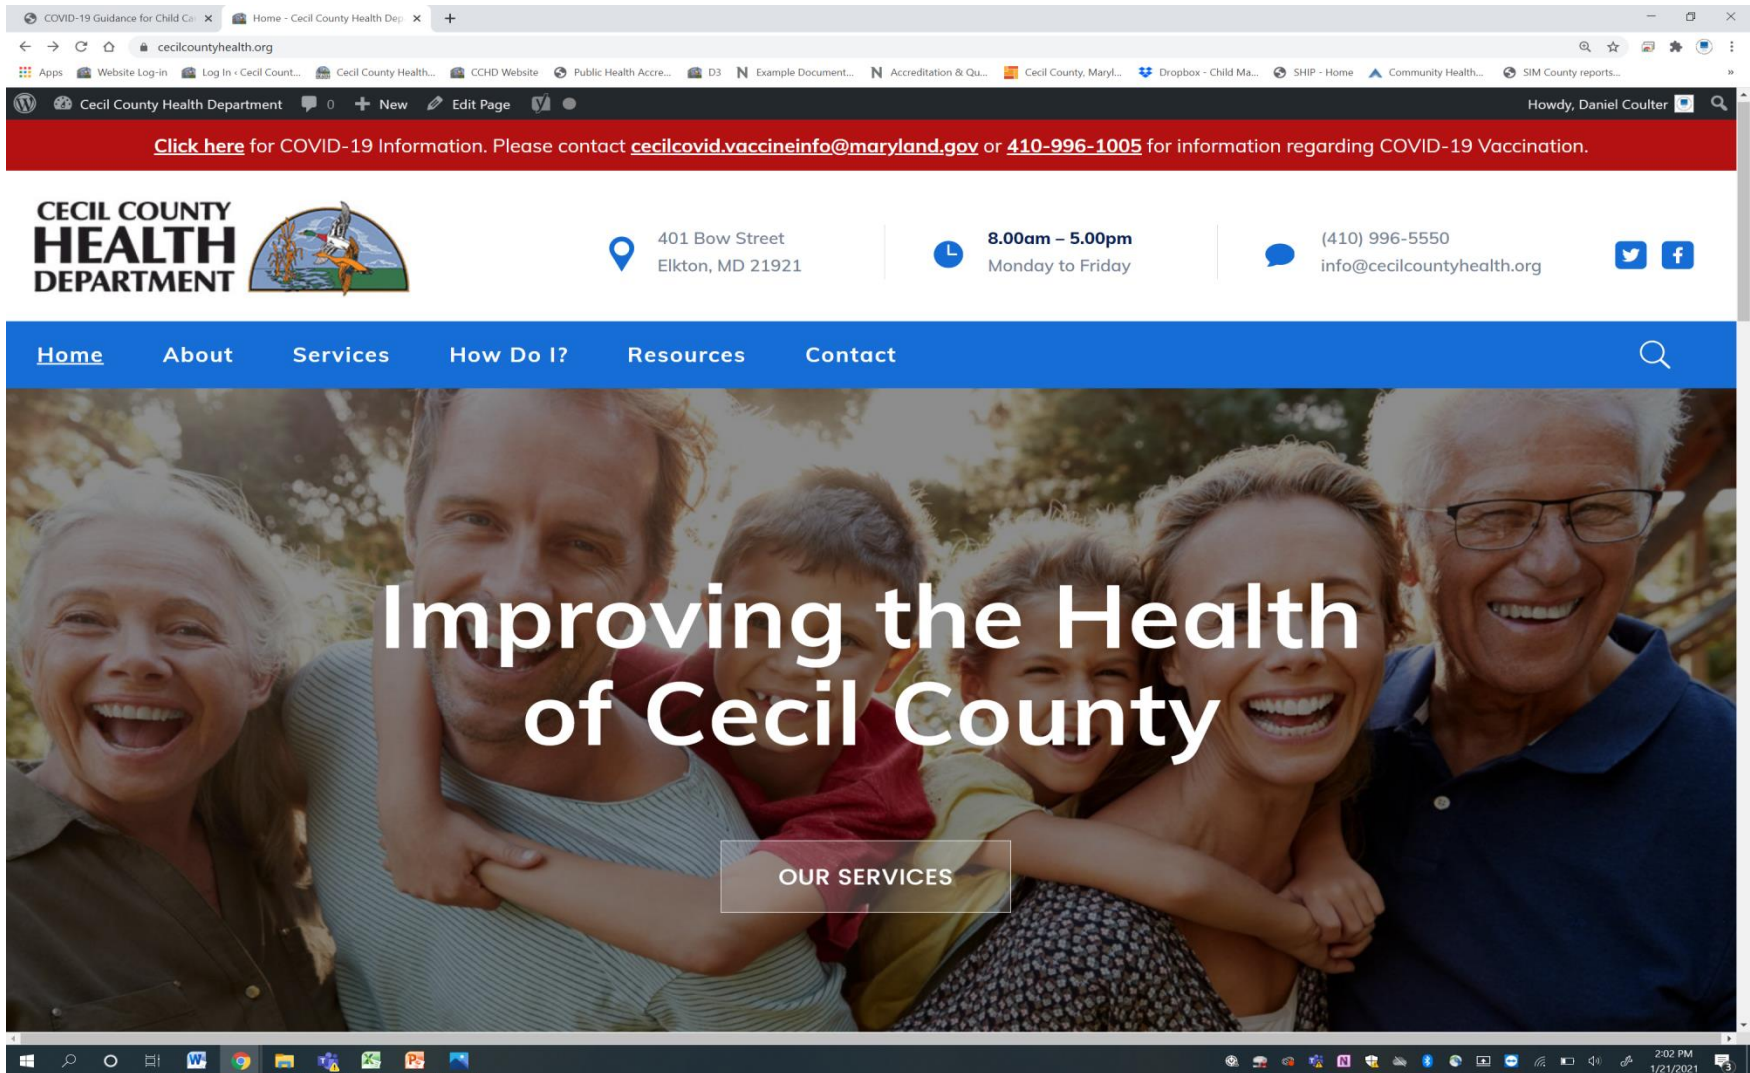 COVID-19 Guidance for Child Ca
Home - Cecil County Health Dep
cecilcountyhealth.org
Apps Website Log-in Log In ‹ Cecil Count... Cecil County Health... CCHD Website Public Health Accre... D3 Example Document... Accreditation & Qu... Cecil County, Maryl... Dropbox - Child Ma... SHIP - Home Community Health... SIM County reports... »
Cecil County Health Department 0 + New Edit Page Howdy, Daniel Coulter
Click here for COVID-19 Information. Please contact cecilcovid.vaccineinfo@maryland.gov or 410-996-1005 for information regarding COVID-19 Vaccination.
CECIL COUNTY
HEALTH
DEPARTMENT
401 Bow Street
Elkton, MD 21921
8.00am – 5.00pm
Monday to Friday
(410) 996-5550
info@cecilcountyhealth.org
Home About Services How Do I? Resources Contact
Improving the Health
of Cecil County
OUR SERVICES
2:02 PM
1/21/2021